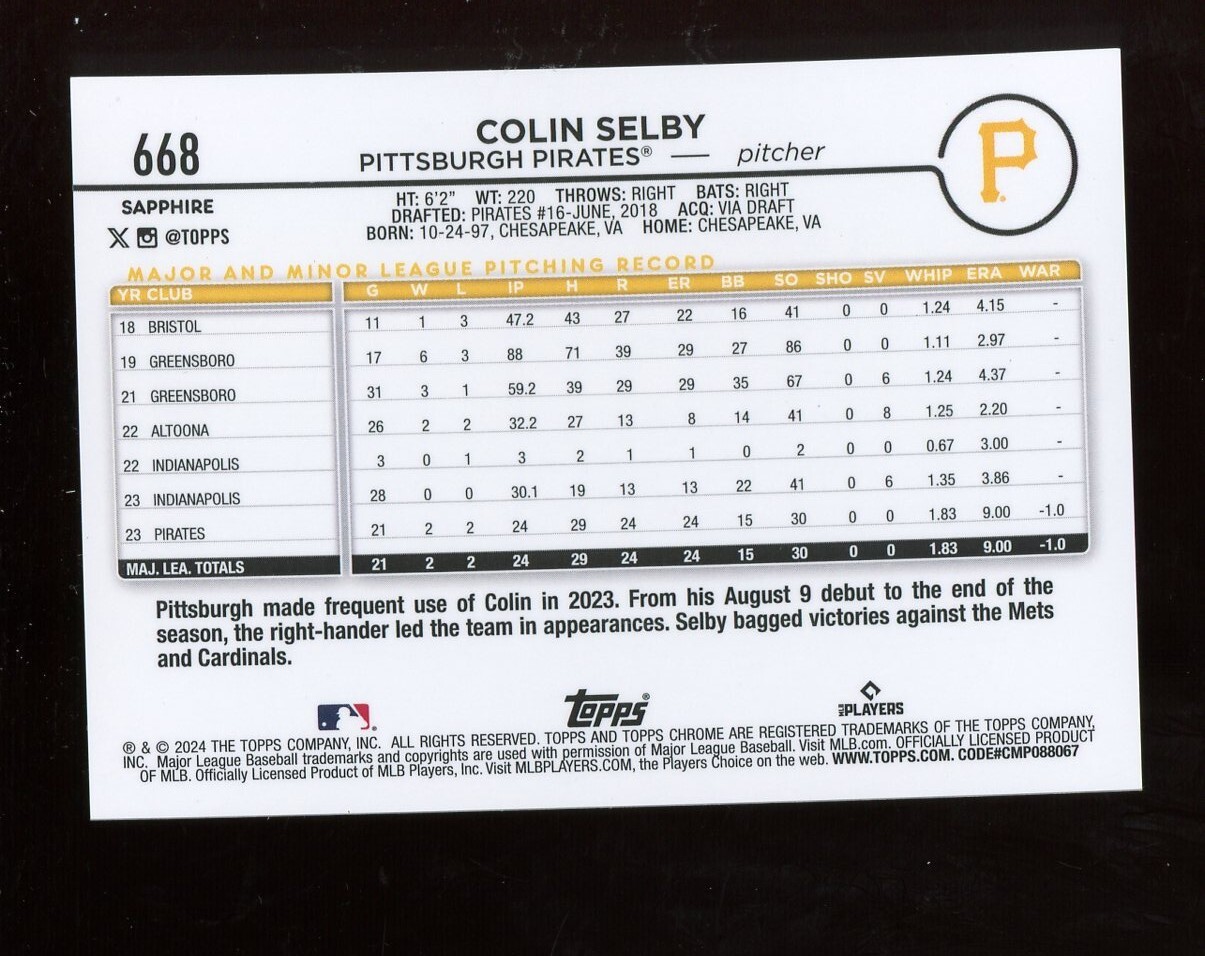 668
COLIN SELBY
PITTSBURGH PIRATES® — pitcher
P
SAPPHIRE
@TOPPS
HT: 6'2" WT: 220 THROWS: RIGHT BATS: RIGHT
DRAFTED: PIRATES #16-JUNE, 2018 ACQ: VIA DRAFT
BORN: 10-24-97, CHESAPEAKE, VA HOME: CHESAPEAKE, VA
MAJOR AND MINOR LEAGUE PITCHING RECORD
YR CLUB G W L IP H R ER BB SO SHO SV WHIP ERA WAR
18 BRISTOL 11 1 3 47.2 43 27 22 16 41 0 0 1.24 4.15 -
19 GREENSBORO 17 6 3 88 71 39 29 27 86 0 0 1.11 2.97 -
21 GREENSBORO 31 3 1 59.2 39 29 29 35 67 0 6 1.24 4.37 -
22 ALTOONA 26 2 2 32.2 27 13 8 14 41 0 8 1.25 2.20 -
22 INDIANAPOLIS 3 0 1 3 2 1 1 0 2 0 0 0.67 3.00 -
23 INDIANAPOLIS 28 0 0 30.1 19 13 13 22 41 0 6 1.35 3.86 -
23 PIRATES 21 2 2 24 29 24 24 15 30 0 0 1.83 9.00 -1.0
MAJ. LEA. TOTALS 21 2 2 24 29 24 24 15 30 0 0 1.83 9.00 -1.0
Pittsburgh made frequent use of Colin in 2023. From his August 9 debut to the end of the
season, the right-hander led the team in appearances. Selby bagged victories against the Mets
and Cardinals.
topps®
MLB PLAYERS
® & © 2024 THE TOPPS COMPANY, INC. ALL RIGHTS RESERVED. TOPPS AND TOPPS CHROME ARE REGISTERED TRADEMARKS OF THE TOPPS COMPANY,
INC. Major League Baseball trademarks and copyrights are used with permission of Major League Baseball. Visit MLB.com. OFFICIALLY LICENSED PRODUCT
OF MLB. Officially Licensed Product of MLB Players, Inc. Visit MLBPLAYERS.COM, the Players Choice on the web. WWW.TOPPS.COM. CODE#CMP088067